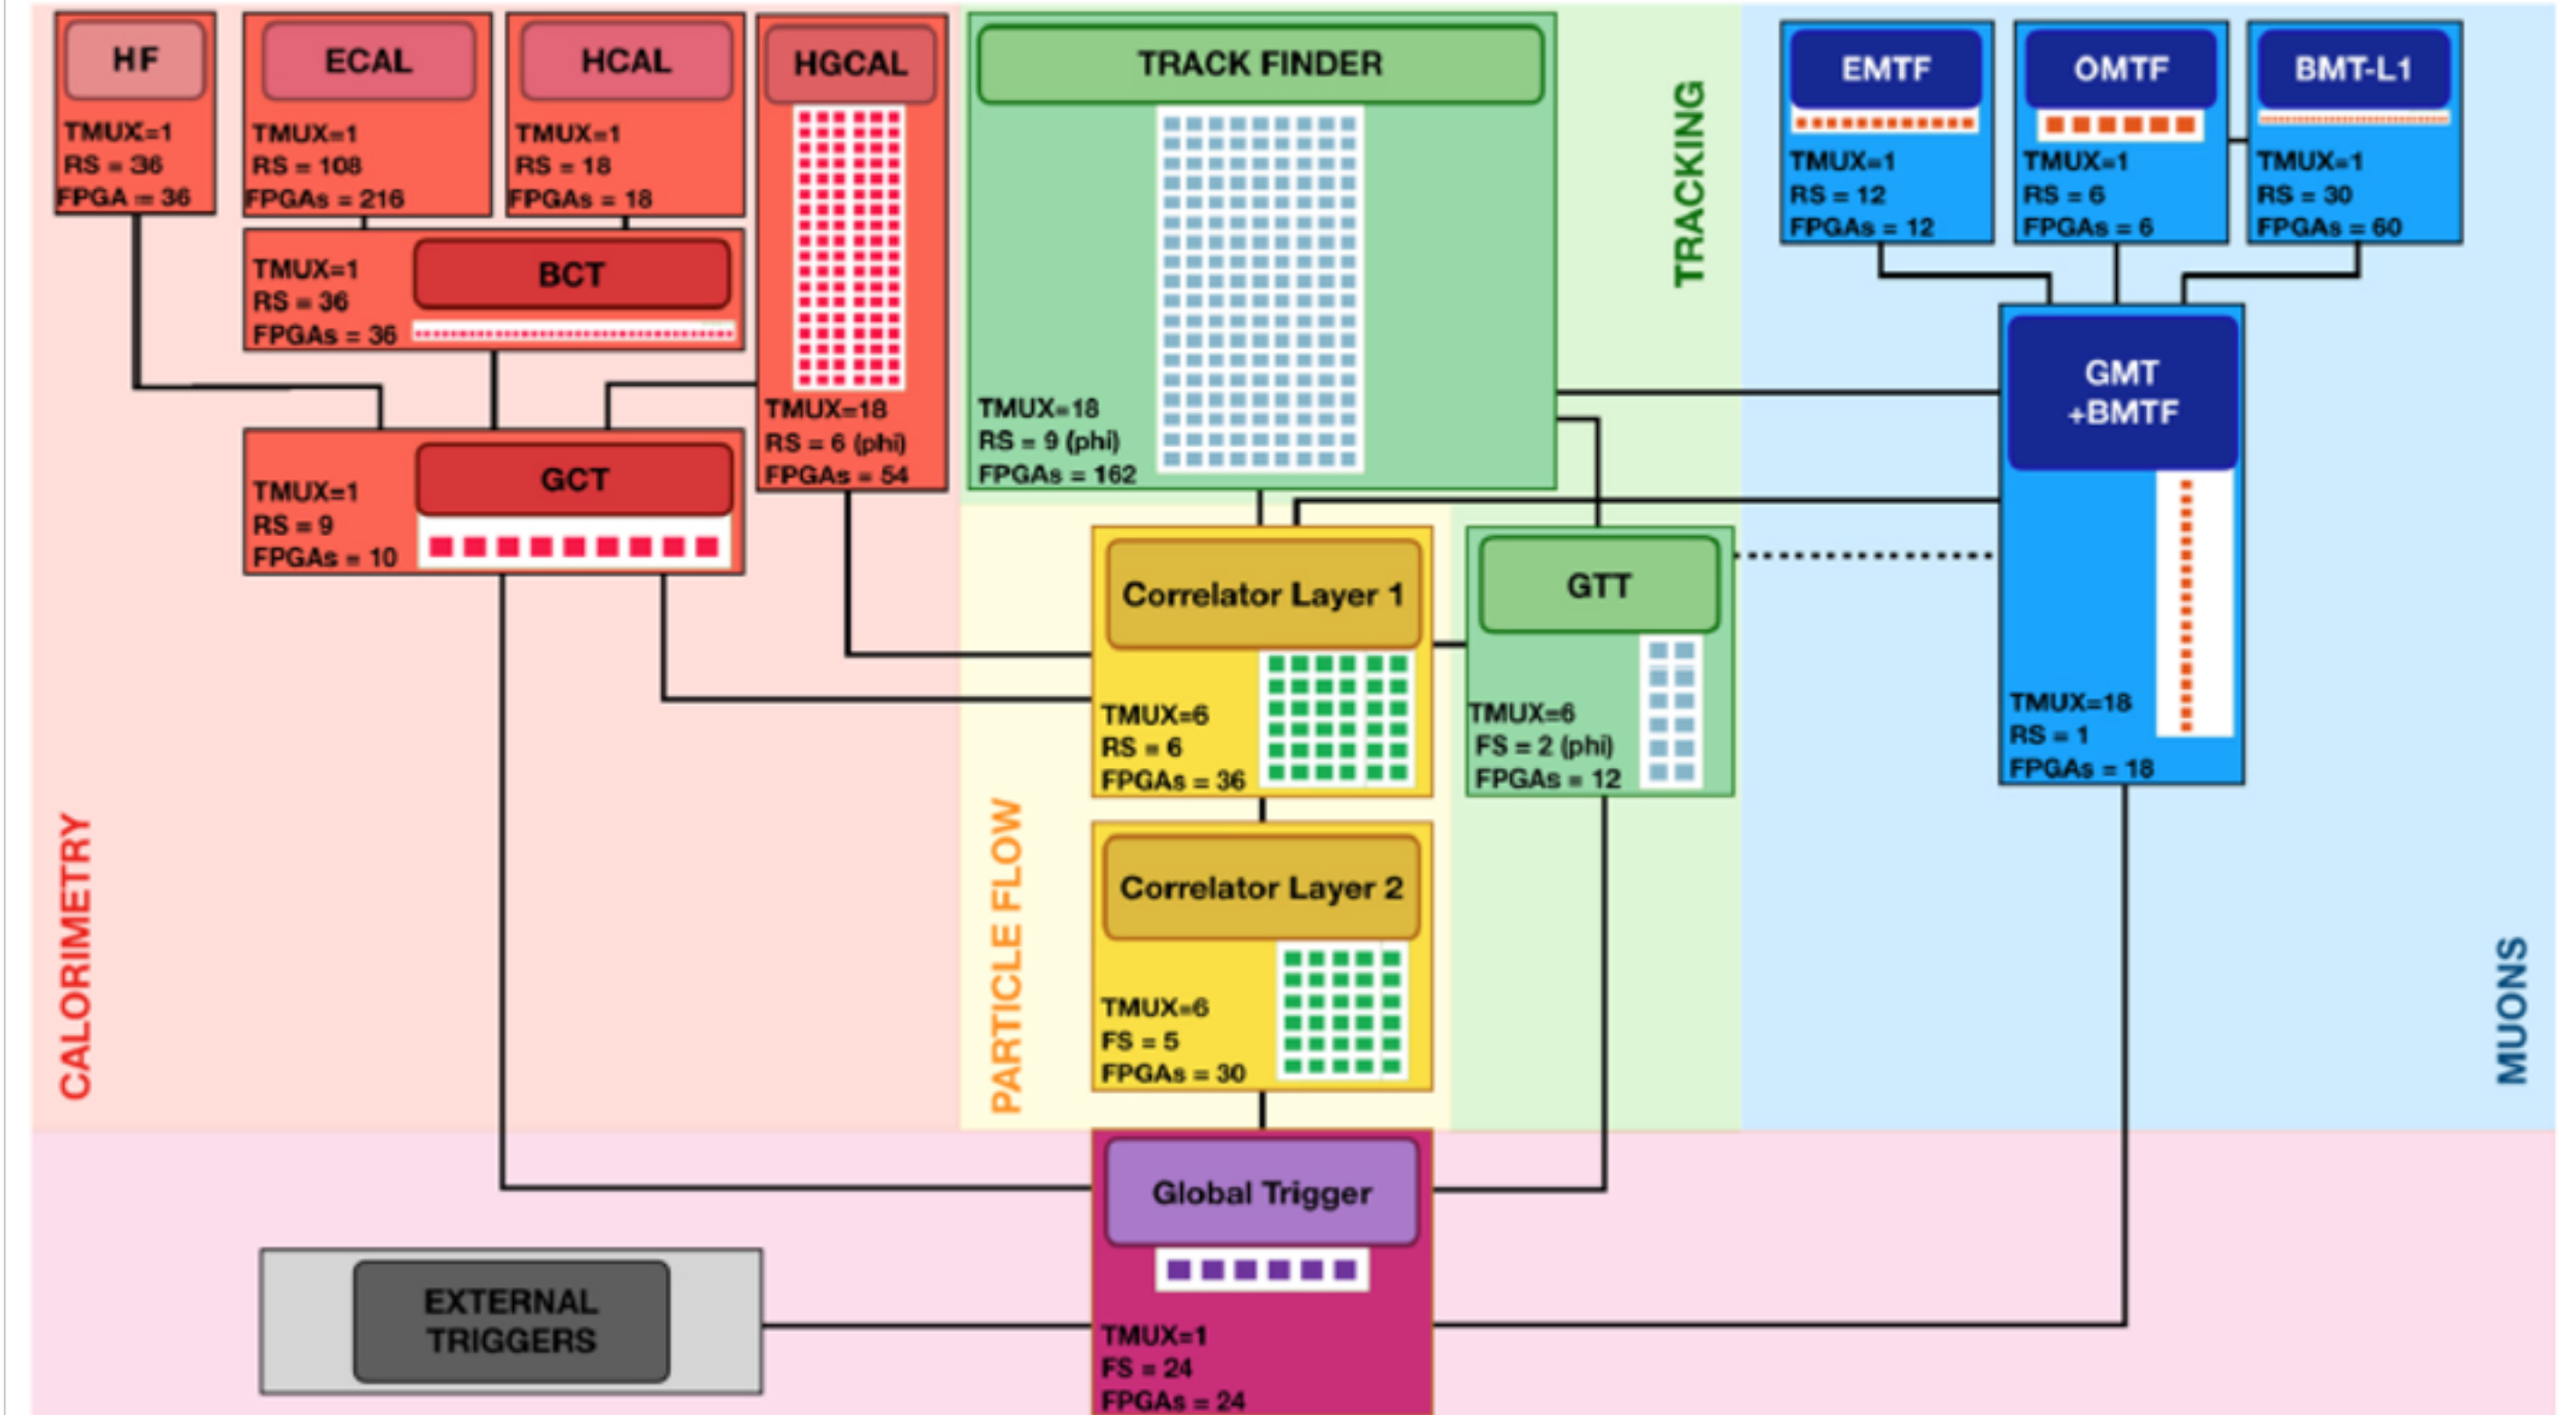 HF
TMUX=1
RS = 36
FPGA = 36
ECAL
TMUX=1
RS = 108
FPGAs = 216
HCAL
TMUX=1
RS = 18
FPGAs = 18
HGCAL
TMUX=18
RS = 6 (phi)
FPGAs = 54
BCT
TMUX=1
RS = 36
FPGAs = 36
GCT
TMUX=1
RS = 9
FPGAs = 10
CALORIMETRY
TRACK FINDER
TMUX=18
RS = 9 (phi)
FPGAs = 162
TRACKING
EMTF
TMUX=1
RS = 12
FPGAs = 12
OMTF
TMUX=1
RS = 6
FPGAs = 6
BMT-L1
TMUX=1
RS = 30
FPGAs = 60
GMT
+BMTF
TMUX=18
RS = 1
FPGAs = 18
MUONS
Correlator Layer 1
TMUX=6
RS = 6
FPGAs = 36
GTT
TMUX=6
FS = 2 (phi)
FPGAs = 12
PARTICLE FLOW
Correlator Layer 2
TMUX=6
FS = 5
FPGAs = 30
Global Trigger
TMUX=1
FS = 24
FPGAs = 24
EXTERNAL
TRIGGERS